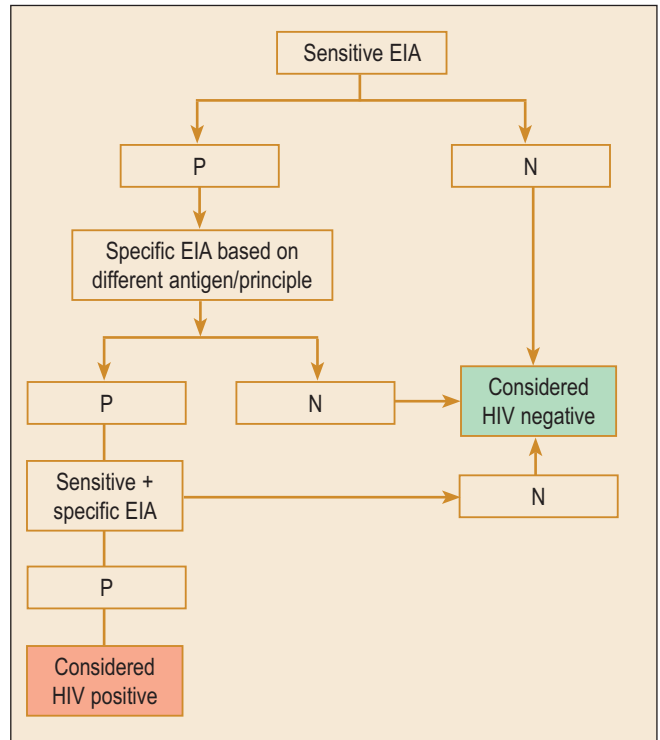 Sensitive EIA
P
N
Specific EIA based on
different antigen/principle
P
N
Considered
HIV negative
Sensitive +
specific EIA
N
P
Considered
HIV positive